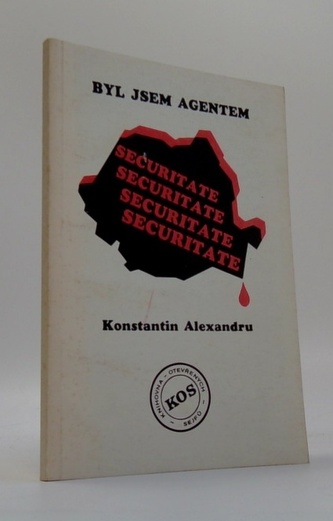 BYL JSEM AGENTEM
SECURITATE
SECURITATE
SECURITATE
SECURITATE
Konstantin Alexandru
KNIHOVNA - OTEVŘENÝCH - SEJFŮ
KOS